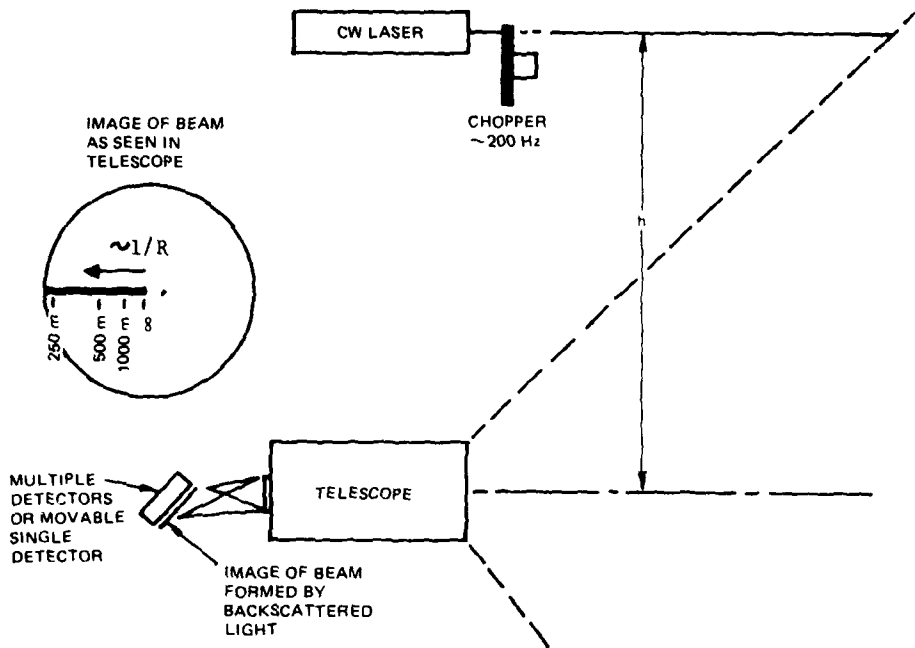 CW LASER
CHOPPER
~200 Hz
h
IMAGE OF BEAM
AS SEEN IN
TELESCOPE
~1/R
250 m
500 m
1000 m
∞
TELESCOPE
MULTIPLE
DETECTORS
OR MOVABLE
SINGLE
DETECTOR
IMAGE OF BEAM
FORMED BY
BACKSCATTERED
LIGHT